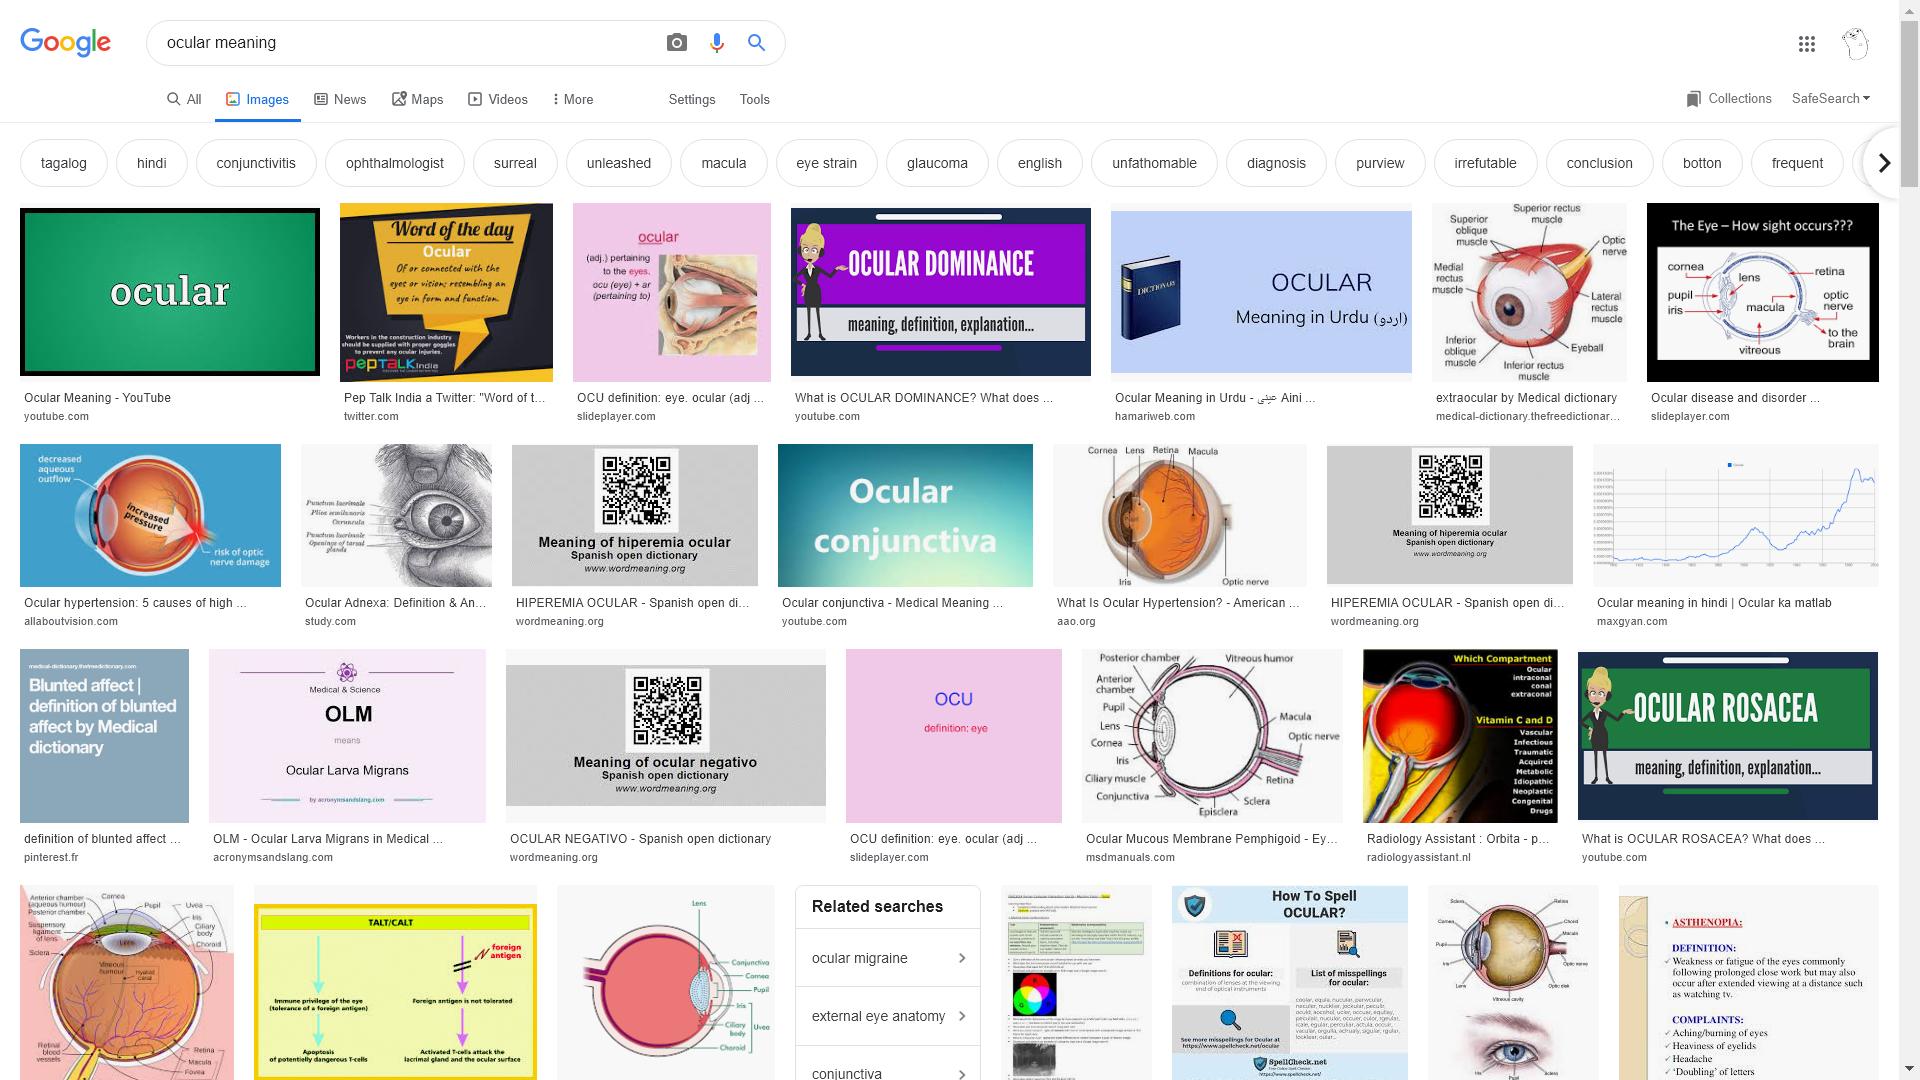 Google
ocular meaning
All
Images
News
Maps
Videos
More
Settings
Tools
Collections
SafeSearch
tagalog
hindi
conjunctivitis
ophthalmologist
surreal
unleashed
macula
eye strain
glaucoma
english
unfathomable
diagnosis
purview
irrefutable
conclusion
botton
frequent
ocular
Word of the day
Ocular
Of or connected with the
eyes or vision; resembling an
eye in form and function.
Workers in the construction industry
should be supplied with proper goggles
to prevent any ocular injuries.
PepTalkIndia
ocular
(adj.) pertaining
to the eyes.
ocu (eye) + ar
(pertaining to)
OCULAR DOMINANCE
meaning, definition, explanation...
DICTIONARY
OCULAR
Meaning in Urdu (اردو)
Superior rectus
muscle
Superior
oblique
muscle
Optic
nerve
Medial
rectus
muscle
Lateral
rectus
muscle
Inferior
oblique
muscle
Eyeball
Inferior rectus
muscle
The Eye – How sight occurs???
cornea
lens
retina
pupil
iris
macula
optic
nerve
to the
brain
vitreous
Ocular Meaning - YouTube
youtube.com
Pep Talk India a Twitter: "Word of t...
twitter.com
OCU definition: eye. ocular (adj ...
slideplayer.com
What is OCULAR DOMINANCE? What does ...
youtube.com
Ocular Meaning in Urdu - عینی Aini ...
hamariweb.com
extraocular by Medical dictionary
medical-dictionary.thefreedictionar...
Ocular disease and disorder ...
slideplayer.com
decreased
aqueous
outflow
increased
pressure
risk of optic
nerve damage
Punctum lacrimale
Plica semilunaris
Caruncula
Punctum lacrimale
Openings of tarsal
glands
Meaning of hiperemia ocular
Spanish open dictionary
www.wordmeaning.org
Ocular
conjunctiva
Cornea
Lens
Retina
Macula
Iris
Optic nerve
Meaning of hiperemia ocular
Spanish open dictionary
www.wordmeaning.org
Ocular hypertension: 5 causes of high ...
allaboutvision.com
Ocular Adnexa: Definition & An...
study.com
HIPEREMIA OCULAR - Spanish open di...
wordmeaning.org
Ocular conjunctiva - Medical Meaning ...
youtube.com
What Is Ocular Hypertension? - American ...
aao.org
HIPEREMIA OCULAR - Spanish open di...
wordmeaning.org
Ocular meaning in hindi | Ocular ka matlab
maxgyan.com
medical-dictionary.thefreedictionary.com
Blunted affect |
definition of blunted
affect by Medical
dictionary
Medical & Science
OLM
means
Ocular Larva Migrans
by acronymsandslang.com
Meaning of ocular negativo
Spanish open dictionary
www.wordmeaning.org
OCU
definition: eye
Posterior chamber
Vitreous humor
Anterior
chamber
Pupil
Lens
Cornea
Iris
Ciliary muscle
Conjunctiva
Macula
Optic nerve
Retina
Sclera
Episclera
Which Compartment
Ocular
intraconal
conal
extraconal
Vitamin C and D
Vascular
Infectious
Traumatic
Acquired
Metabolic
Idiopathic
Neoplastic
Congenital
Drugs
OCULAR ROSACEA
meaning, definition, explanation...
definition of blunted affect ...
pinterest.fr
OLM - Ocular Larva Migrans in Medical ...
acronymsandslang.com
OCULAR NEGATIVO - Spanish open dictionary
wordmeaning.org
OCU definition: eye. ocular (adj ...
slideplayer.com
Ocular Mucous Membrane Pemphigoid - Ey...
msdmanuals.com
Radiology Assistant : Orbita - p...
radiologyassistant.nl
What is OCULAR ROSACEA? What does ...
youtube.com
Anterior chamber
(aqueous humour)
Posterior chamber
Cornea
Pupil
Uvea
Iris
Ciliary
body
Choroid
Suspensory
ligament
of lens
Lens
Sclera
Vitreous
humour
Hyaloid
canal
Retinal
blood
vessels
Retina
Macula
Fovea
TALT/CALT
foreign
antigen
Immune privilege of the eye
(tolerance of a foreign antigen)
Foreign antigen is not tolerated
Apoptosis
of potentially dangerous T-cells
Activated T-cells attack the
lacrimal gland and the ocular surface
Lens
Conjunctiva
Cornea
Pupil
Iris
Ciliary
body
Uvea
Choroid
Related searches
ocular migraine
external eye anatomy
conjunctiva
How To Spell
OCULAR?
Definitions for ocular:
combination of lenses at the viewing
end of optical instruments
List of misspellings
for ocular:
See more misspellings for Ocular at
https://www.spellcheck.net/ocular
SpellCheck.net
https://www.spellcheck.net/
Sclera
Retina
Cornea
Choroid
Macula
Pupil
Iris
Optic nerve
Lens
Optic disk
Vitreous cavity
Iris
Pupil
Sclera
ASTHENOPIA:
DEFINITION:
Weakness or fatigue of the eyes commonly
following prolonged close work but may also
occur after extended viewing at a distance such
as watching tv.
COMPLAINTS:
Aching/burning of eyes
Heaviness of eyelids
Headache
'Doubling' of letters